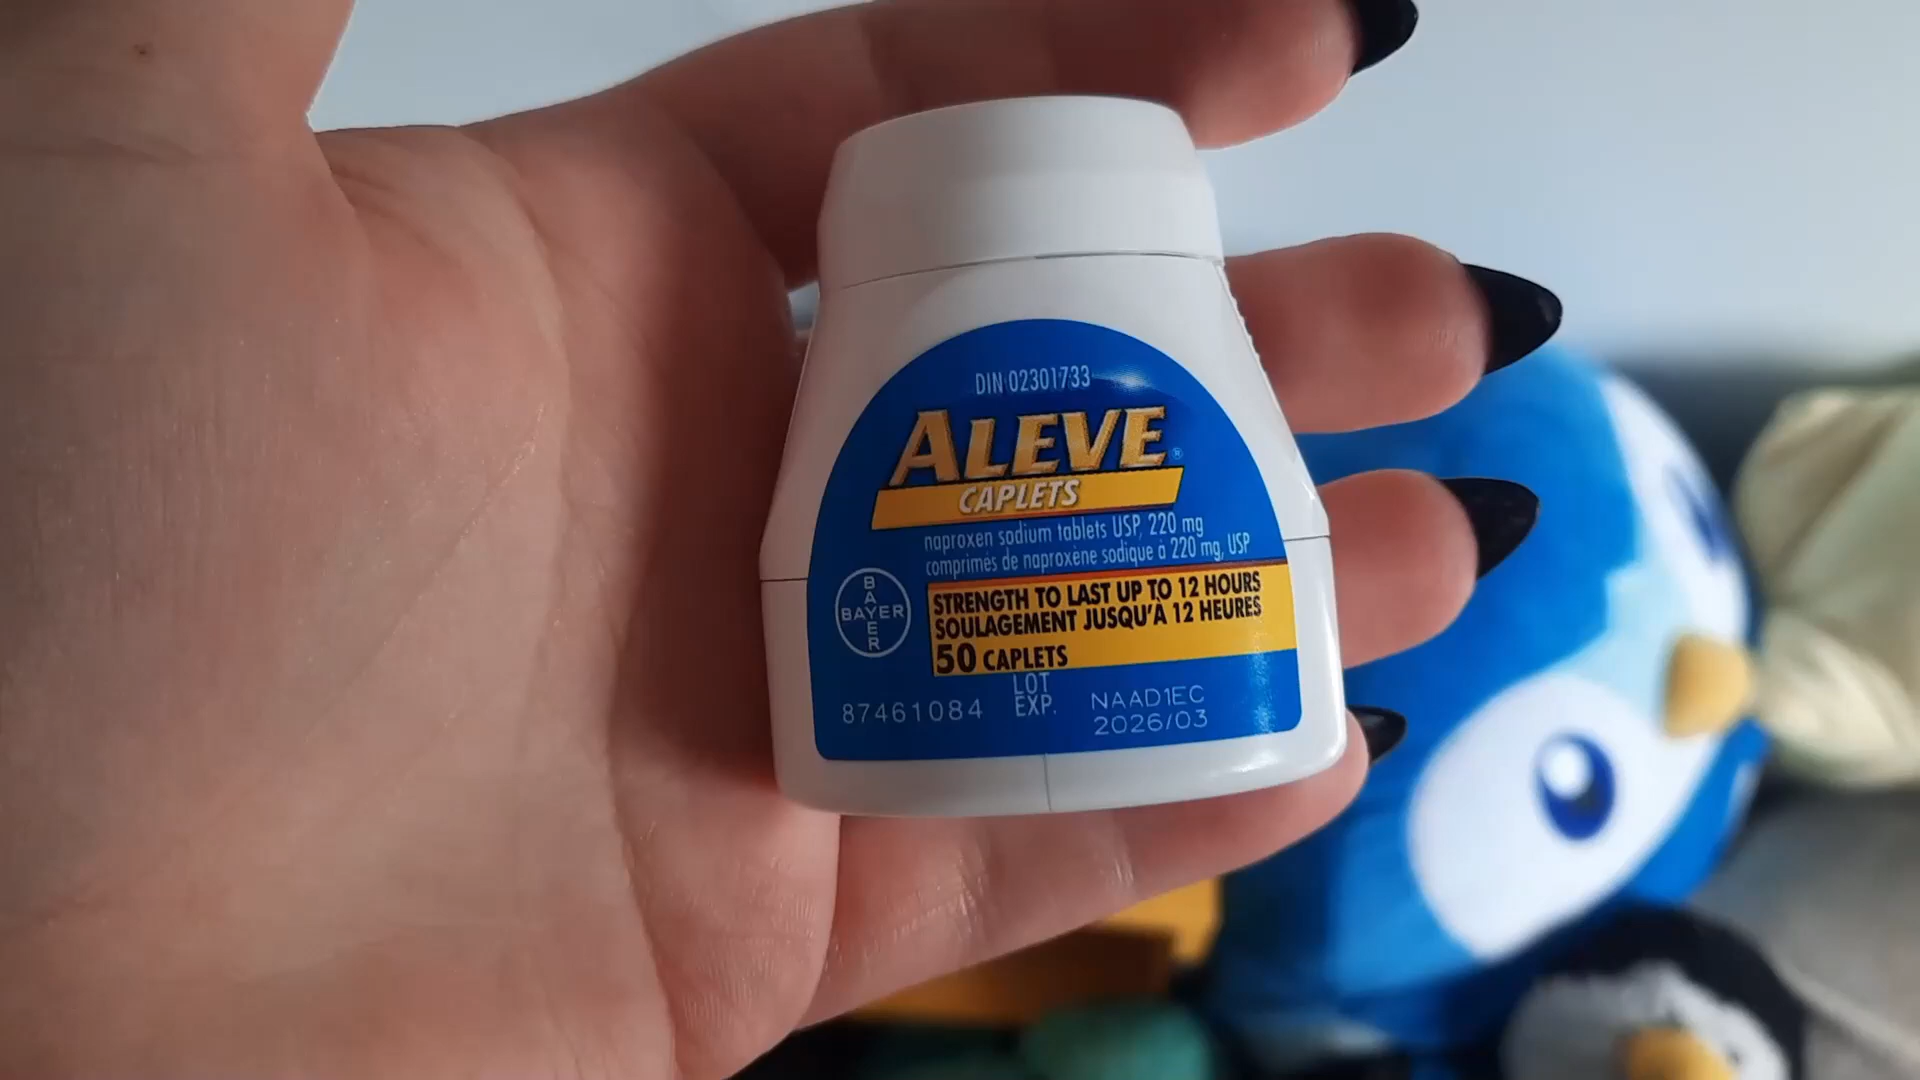 DIN 02301733
ALEVE®
CAPLETS
naproxen sodium tablets USP, 220 mg
comprimés de naproxène sodique à 220 mg, USP
BAYER
BAYER
STRENGTH TO LAST UP TO 12 HOURS
SOULAGEMENT JUSQU'À 12 HEURES
50 CAPLETS
87461084
LOT NAAD1EC
EXP. 2026/03